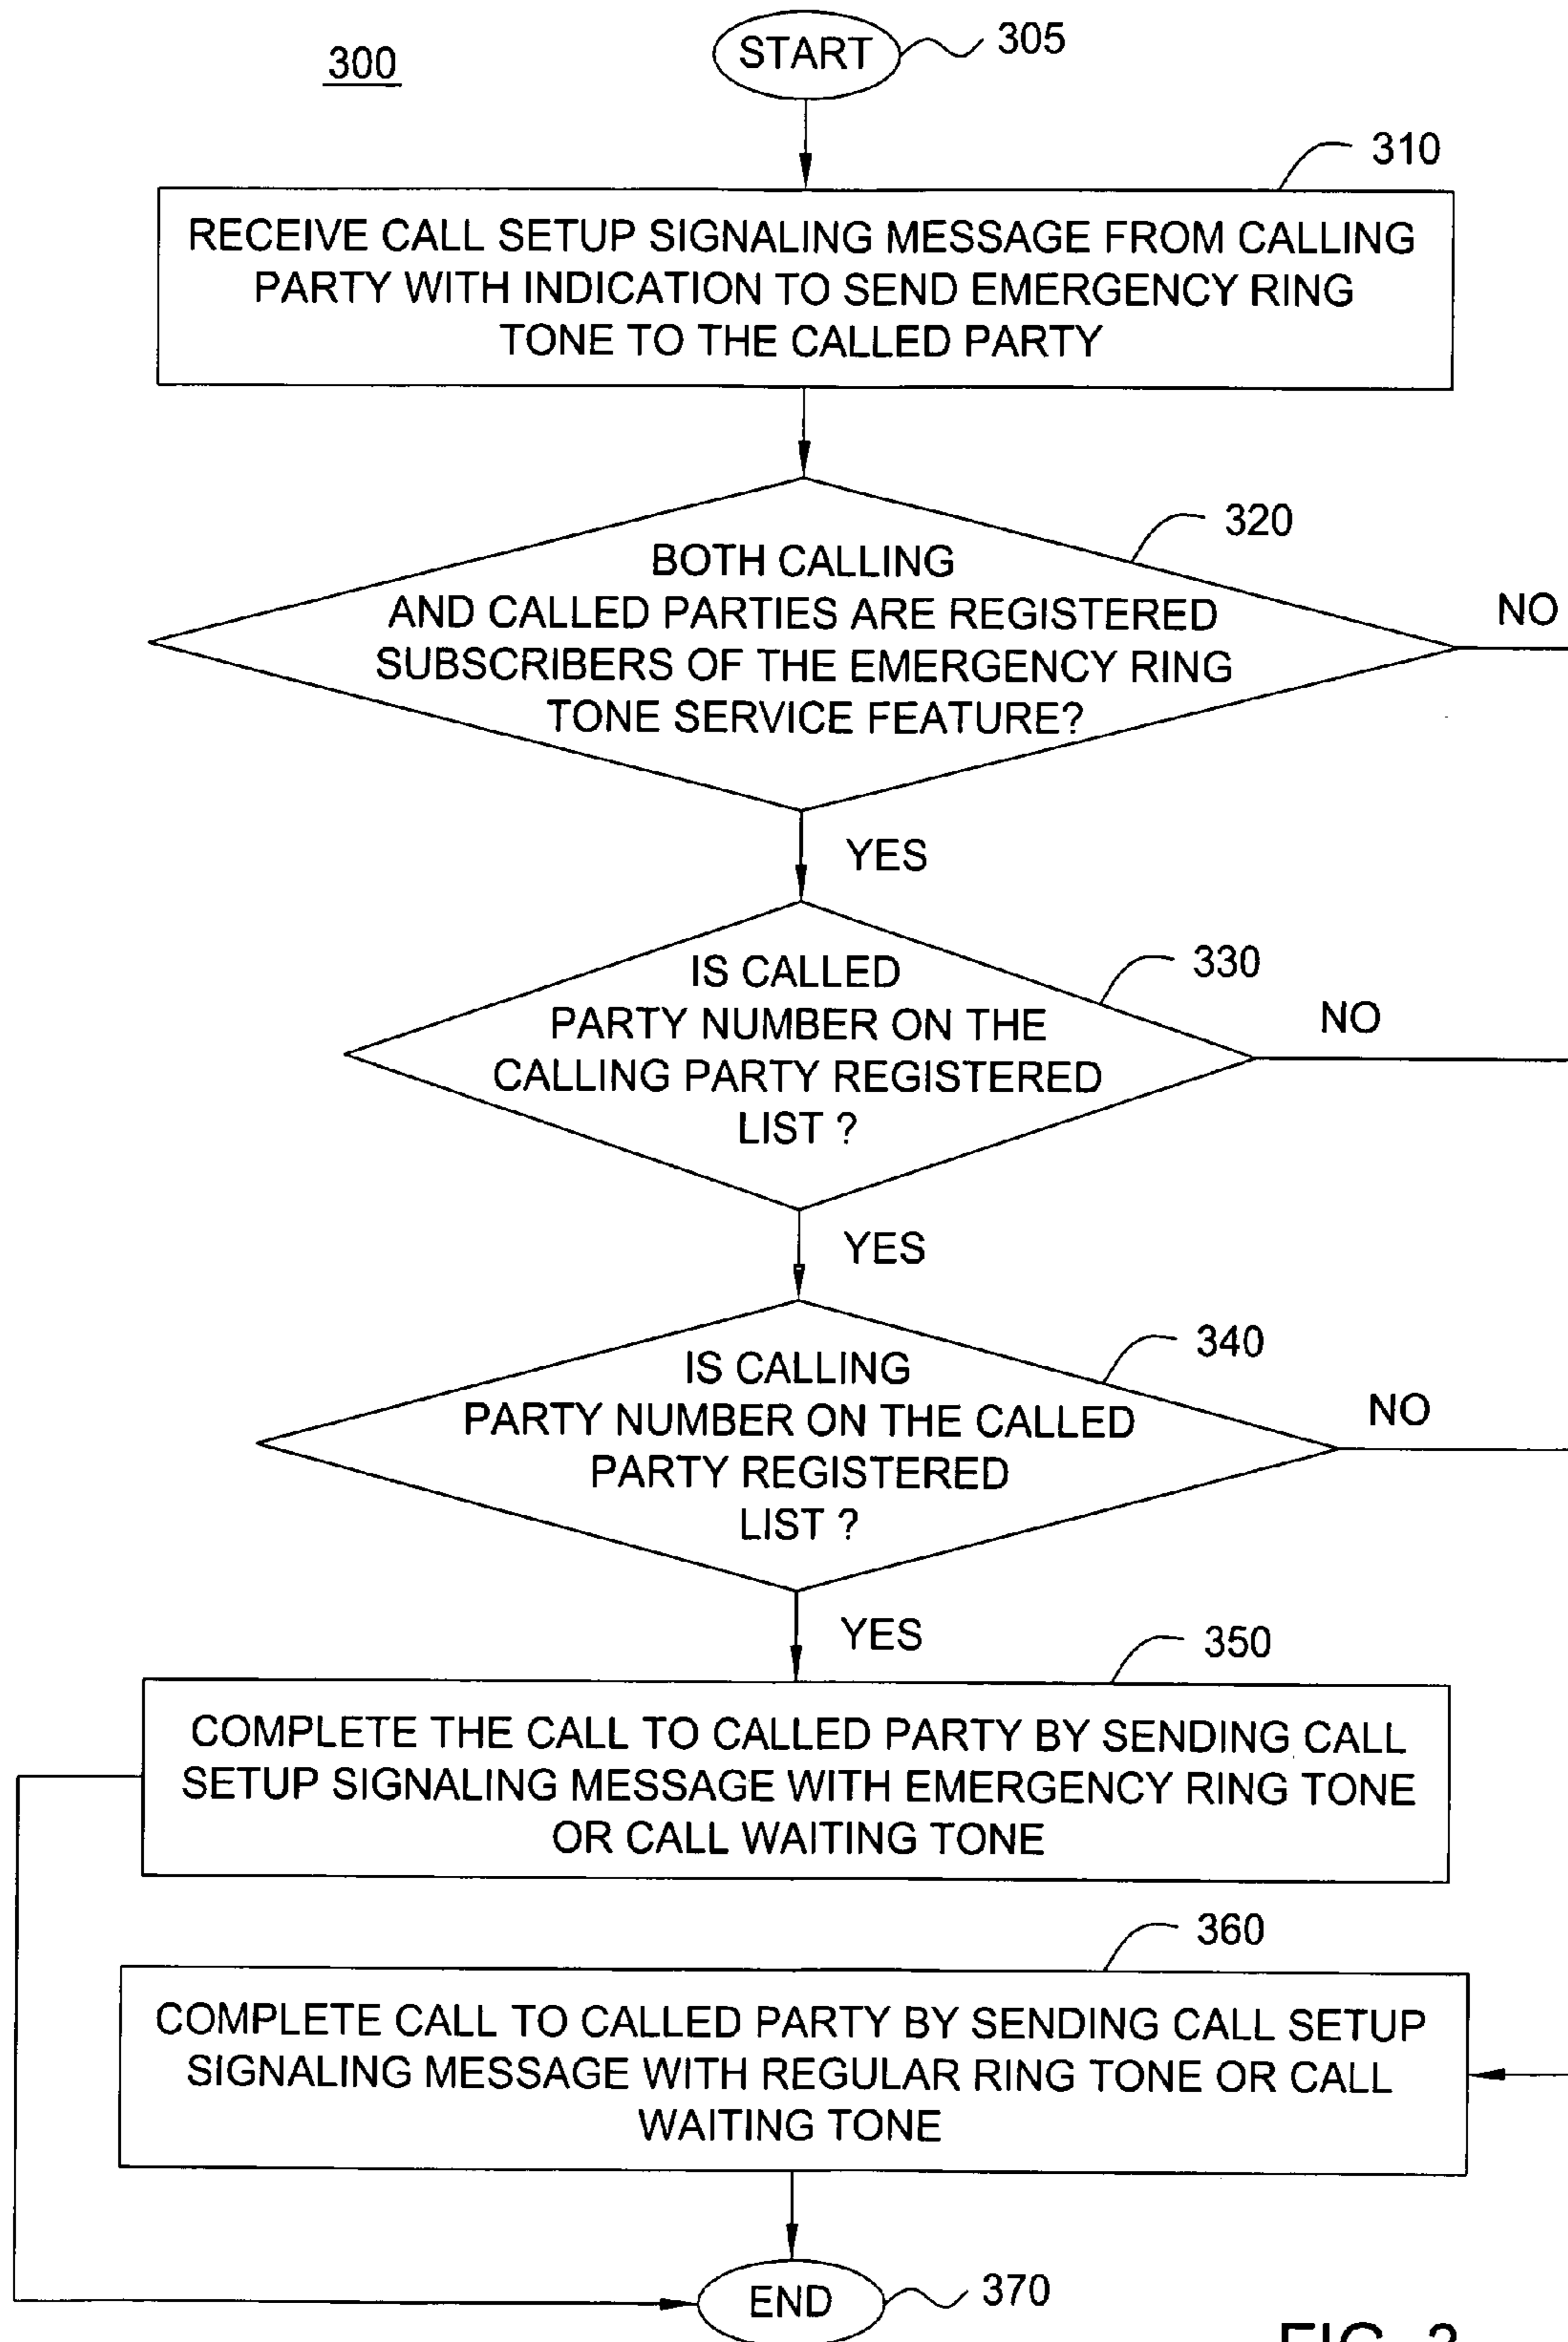 300
START
305
310
RECEIVE CALL SETUP SIGNALING MESSAGE FROM CALLING
PARTY WITH INDICATION TO SEND EMERGENCY RING
TONE TO THE CALLED PARTY
320
BOTH CALLING
AND CALLED PARTIES ARE REGISTERED
SUBSCRIBERS OF THE EMERGENCY RING
TONE SERVICE FEATURE?
NO
YES
330
IS CALLED
PARTY NUMBER ON THE
CALLING PARTY REGISTERED
LIST ?
NO
YES
340
IS CALLING
PARTY NUMBER ON THE CALLED
PARTY REGISTERED
LIST ?
NO
YES
350
COMPLETE THE CALL TO CALLED PARTY BY SENDING CALL
SETUP SIGNALING MESSAGE WITH EMERGENCY RING TONE
OR CALL WAITING TONE
360
COMPLETE CALL TO CALLED PARTY BY SENDING CALL SETUP
SIGNALING MESSAGE WITH REGULAR RING TONE OR CALL
WAITING TONE
END
370
FIG.